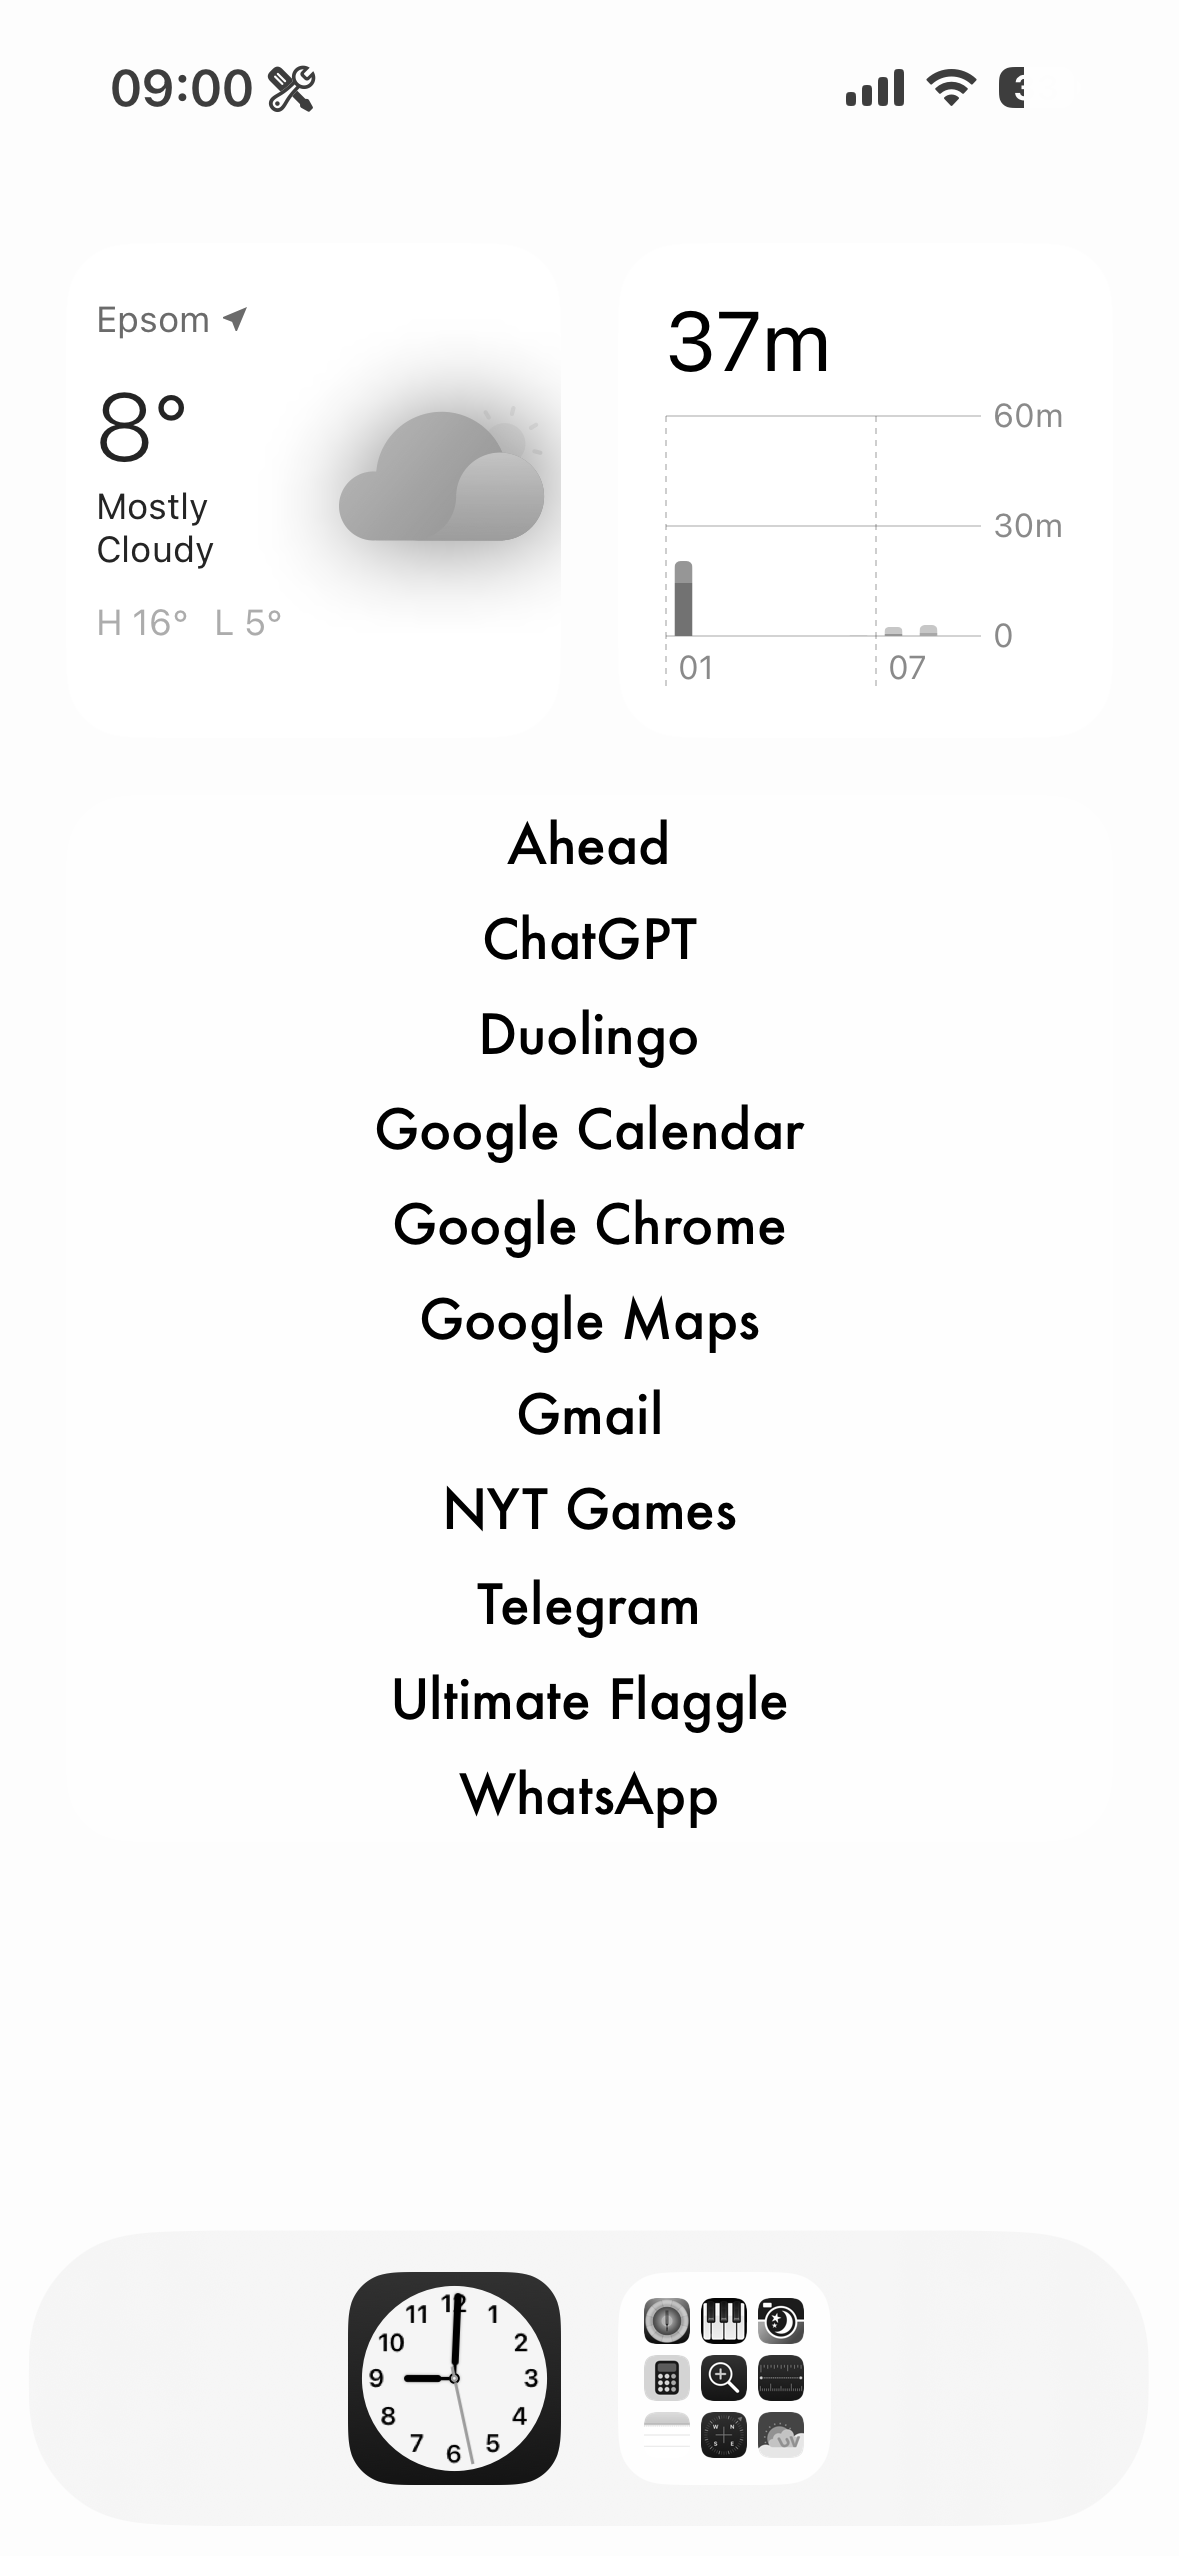 09:00
Epsom
8°
Mostly
Cloudy
H 16° L 5°
37m
60m
30m
0
01
07
Ahead
ChatGPT
Duolingo
Google Calendar
Google Chrome
Google Maps
Gmail
NYT Games
Telegram
Ultimate Flaggle
WhatsApp
12
11 1
10 2
9 3
8 4
7 5
6
W N
S E
UV